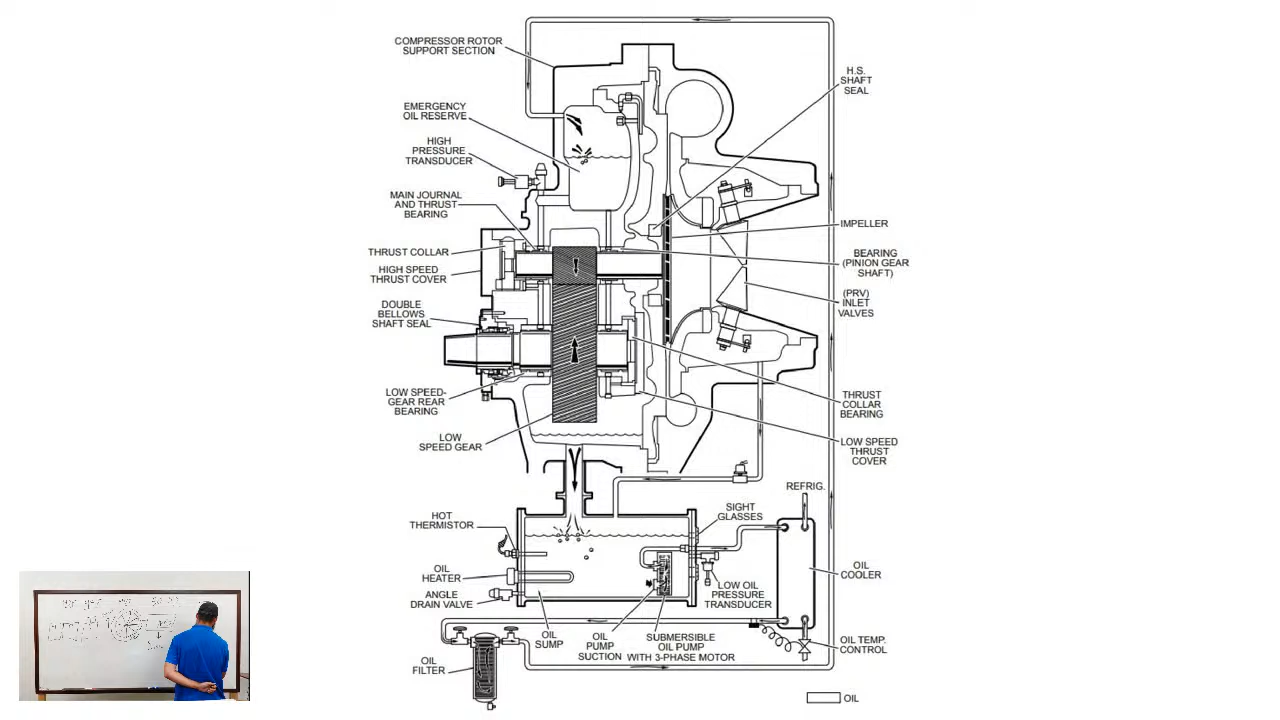 COMPRESSOR ROTOR
SUPPORT SECTION
EMERGENCY
OIL RESERVE
HIGH
PRESSURE
TRANSDUCER
MAIN JOURNAL
AND THRUST
BEARING
THRUST COLLAR
HIGH SPEED
THRUST COVER
DOUBLE
BELLOWS
SHAFT SEAL
LOW SPEED-
GEAR REAR
BEARING
LOW
SPEED GEAR
H.S.
SHAFT
SEAL
IMPELLER
BEARING
(PINION GEAR
SHAFT)
(PRV)
INLET
VALVES
THRUST
COLLAR
BEARING
LOW SPEED
THRUST
COVER
REFRIG.
SIGHT
GLASSES
HOT
THERMISTOR
OIL
HEATER
ANGLE
DRAIN VALVE
LOW OIL
PRESSURE
TRANSDUCER
OIL
COOLER
OIL
SUMP
OIL
PUMP
SUCTION
SUBMERSIBLE
OIL PUMP
WITH 3-PHASE MOTOR
OIL TEMP.
CONTROL
OIL
FILTER
OIL